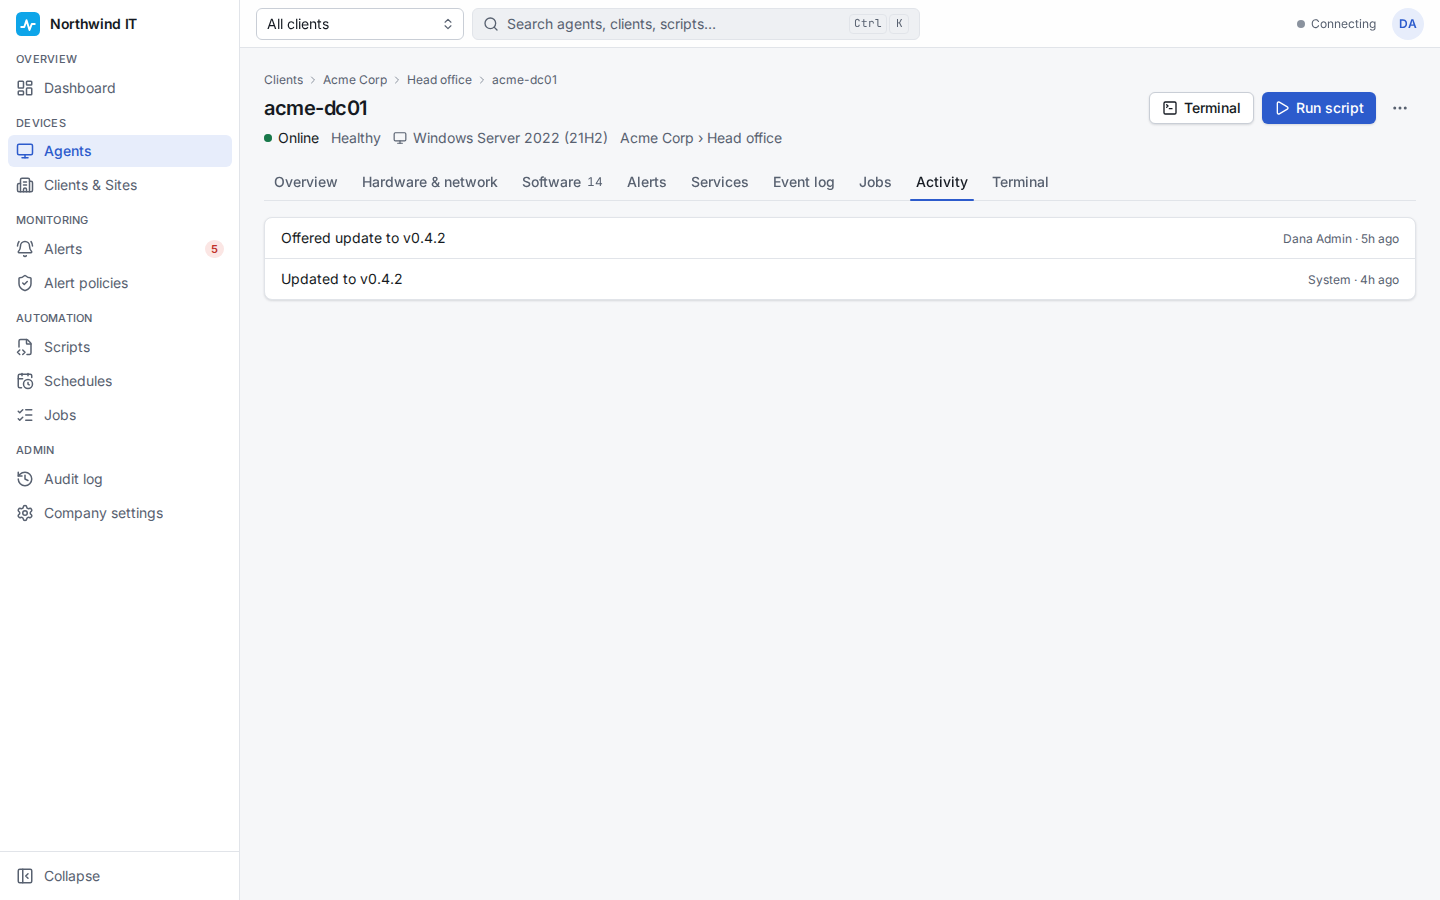 Northwind IT
OVERVIEW
Dashboard
DEVICES
Agents
Clients & Sites
MONITORING
Alerts 5
Alert policies
AUTOMATION
Scripts
Schedules
Jobs
ADMIN
Audit log
Company settings
Collapse
All clients
Search agents, clients, scripts... Ctrl K
Connecting DA
Clients > Acme Corp > Head office > acme-dc01
acme-dc01
Terminal Run script
Online Healthy Windows Server 2022 (21H2) Acme Corp › Head office
Overview Hardware & network Software 14 Alerts Services Event log Jobs Activity Terminal
Offered update to v0.4.2 Dana Admin · 5h ago
Updated to v0.4.2 System · 4h ago